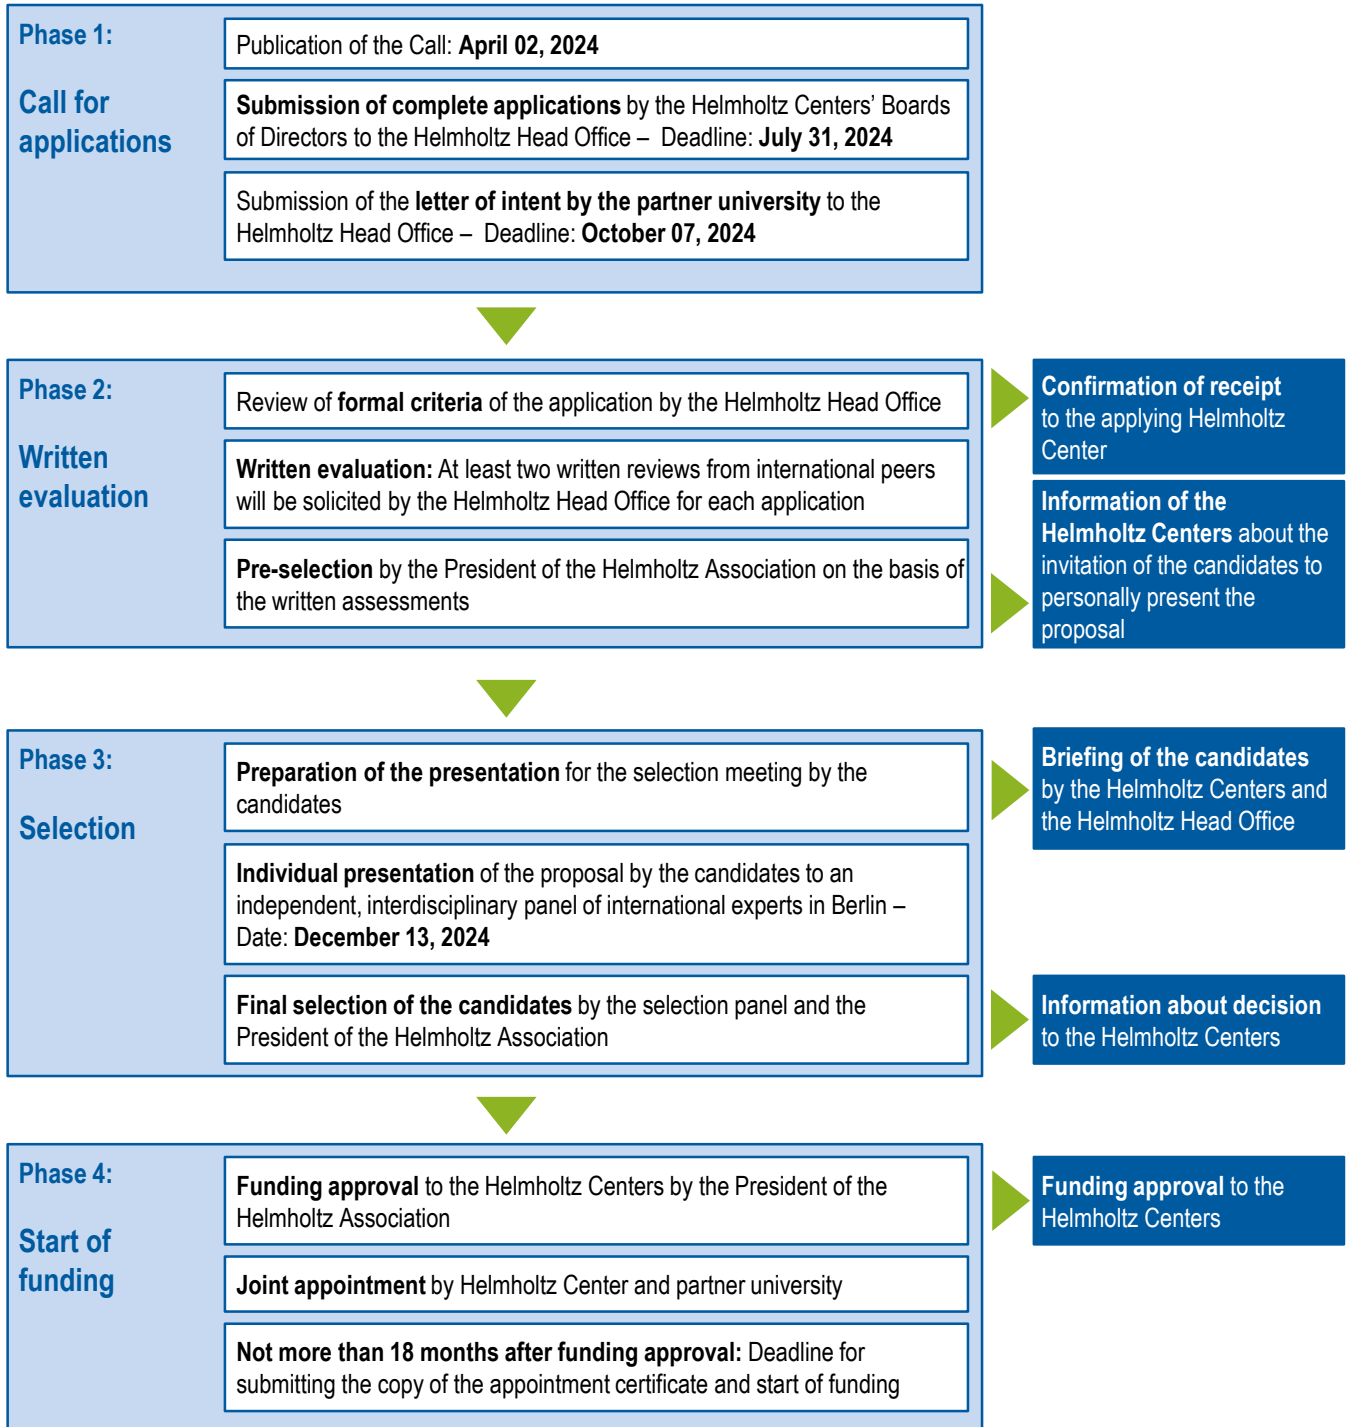 Phase 1:
Call for
applications
Publication of the Call: April 02, 2024
Submission of complete applications by the Helmholtz Centers’ Boards
of Directors to the Helmholtz Head Office – Deadline: July 31, 2024
Submission of the letter of intent by the partner university to the
Helmholtz Head Office – Deadline: October 07, 2024
Phase 2:
Written
evaluation
Review of formal criteria of the application by the Helmholtz Head Office
Written evaluation: At least two written reviews from international peers
will be solicited by the Helmholtz Head Office for each application
Pre-selection by the President of the Helmholtz Association on the basis of
the written assessments
Confirmation of receipt
to the applying Helmholtz
Center
Information of the
Helmholtz Centers about the
invitation of the candidates to
personally present the
proposal
Phase 3:
Selection
Preparation of the presentation for the selection meeting by the
candidates
Individual presentation of the proposal by the candidates to an
independent, interdisciplinary panel of international experts in Berlin –
Date: December 13, 2024
Final selection of the candidates by the selection panel and the
President of the Helmholtz Association
Briefing of the candidates
by the Helmholtz Centers and
the Helmholtz Head Office
Information about decision
to the Helmholtz Centers
Phase 4:
Start of
funding
Funding approval to the Helmholtz Centers by the President of the
Helmholtz Association
Joint appointment by Helmholtz Center and partner university
Not more than 18 months after funding approval: Deadline for
submitting the copy of the appointment certificate and start of funding
Funding approval to the
Helmholtz Centers